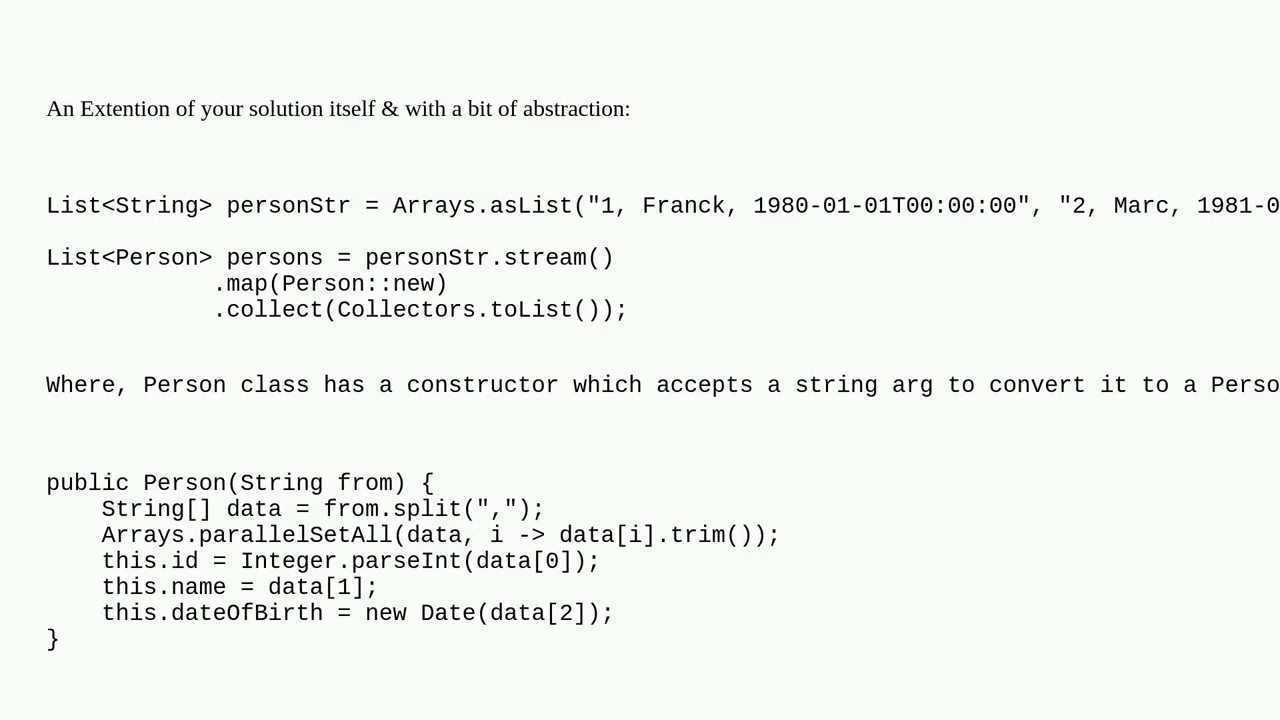 An Extention of your solution itself & with a bit of abstraction:
List<String> personStr = Arrays.asList("1, Franck, 1980-01-01T00:00:00", "2, Marc, 1981-0
List<Person> persons = personStr.stream()
.map(Person::new)
.collect(Collectors.toList());
Where, Person class has a constructor which accepts a string arg to convert it to a Perso
public Person(String from) {
String[] data = from.split(",");
Arrays.parallelSetAll(data, i -> data[i].trim());
this.id = Integer.parseInt(data[0]);
this.name = data[1];
this.dateOfBirth = new Date(data[2]);
}